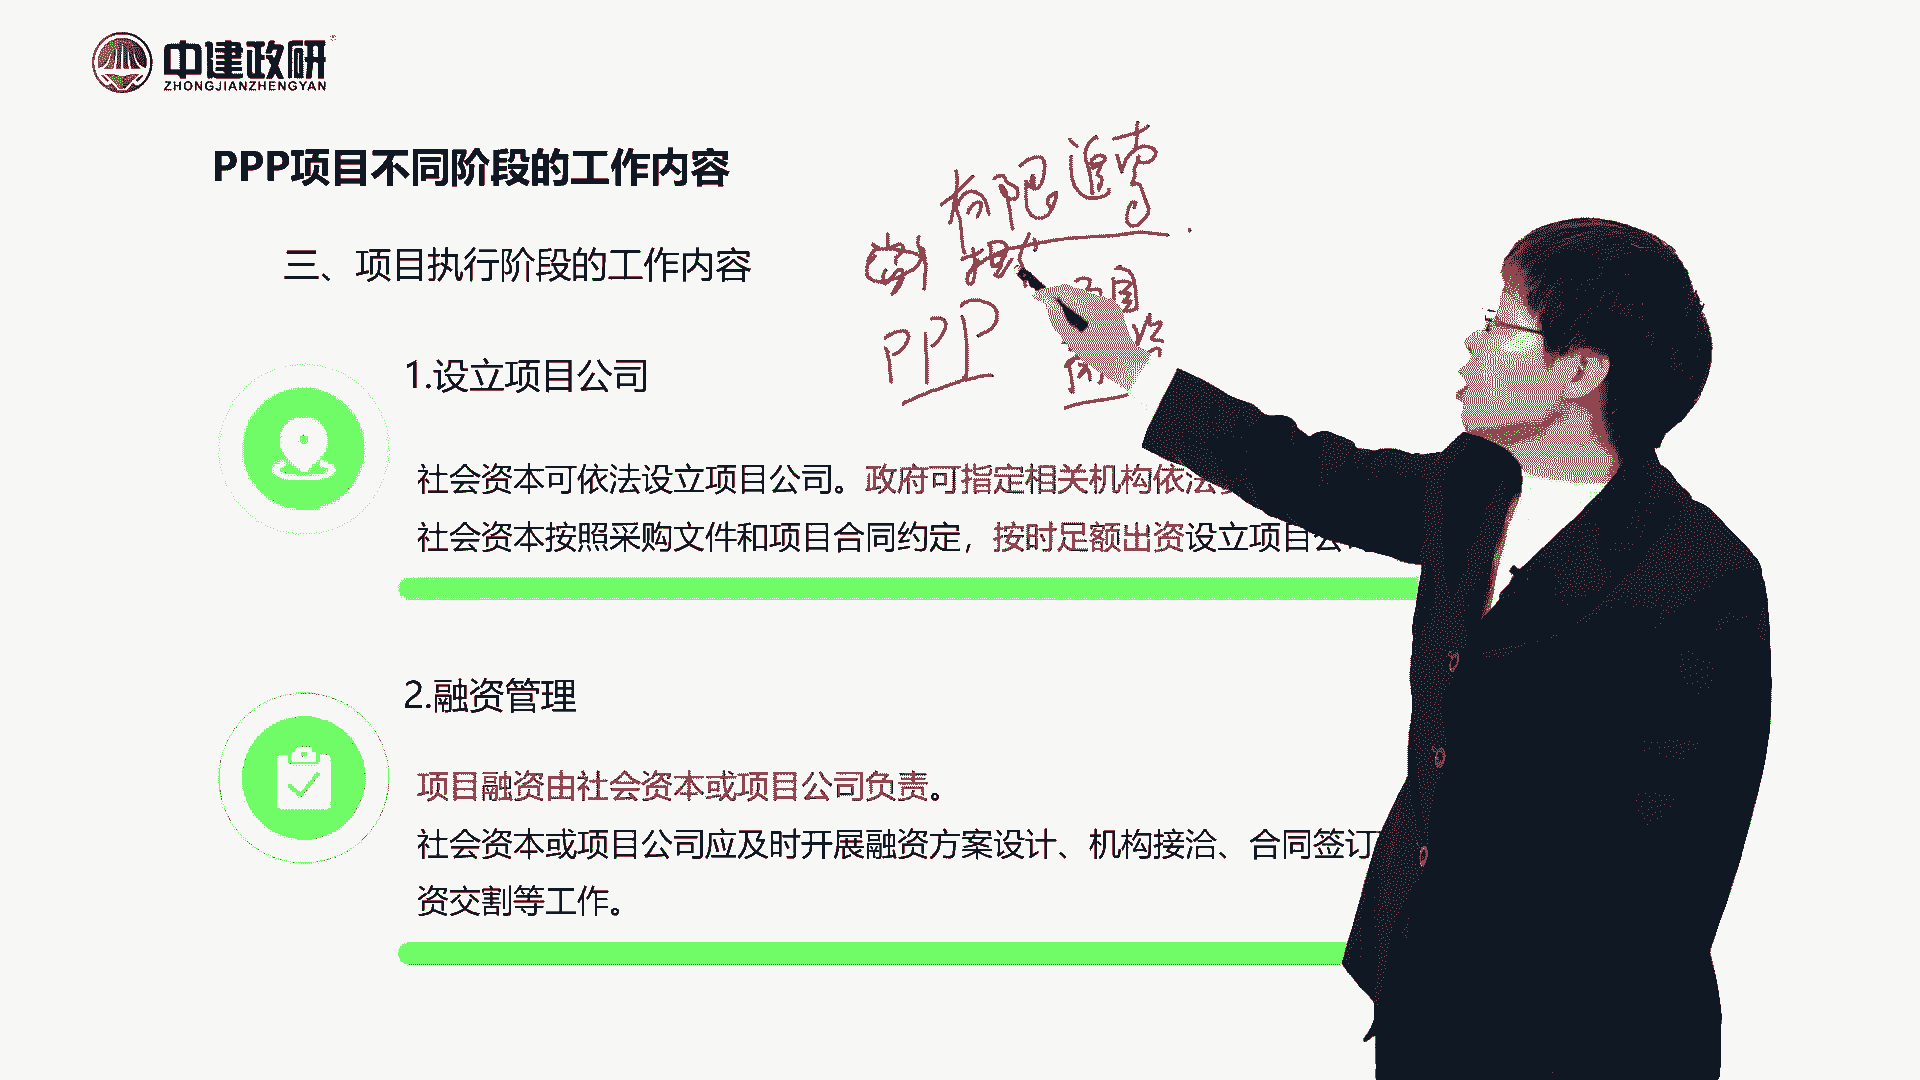 中建政研
ZHONGJIANZHENGYAN
PPP项目不同阶段的工作内容
有限追索
三、项目执行阶段的工作内容
项目
PPP
1.设立项目公司
社会资本可依法设立项目公司。政府可指定相关机构依法
社会资本按照采购文件和项目合同约定，按时足额出资设立项目公司
2.融资管理
项目融资由社会资本或项目公司负责。
社会资本或项目公司应及时开展融资方案设计、机构接洽、合同签订
资交割等工作。